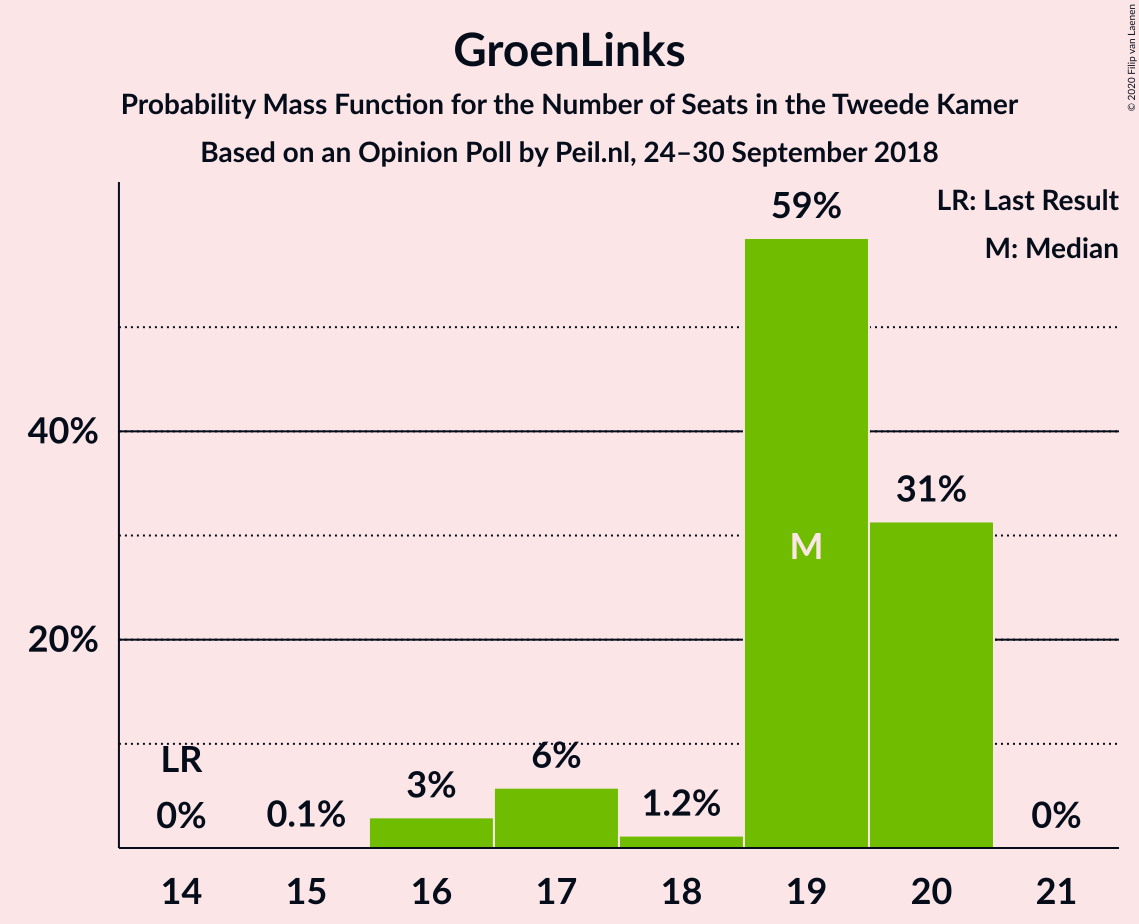 GroenLinks
Probability Mass Function for the Number of Seats in the Tweede Kamer
Based on an Opinion Poll by Peil.nl, 24–30 September 2018
© 2020 Filip van Laenen
LR: Last Result
M: Median
59%
40%
31%
M
20%
LR
0%
0.1%
3%
6%
1.2%
0%
14 15 16 17 18 19 20 21